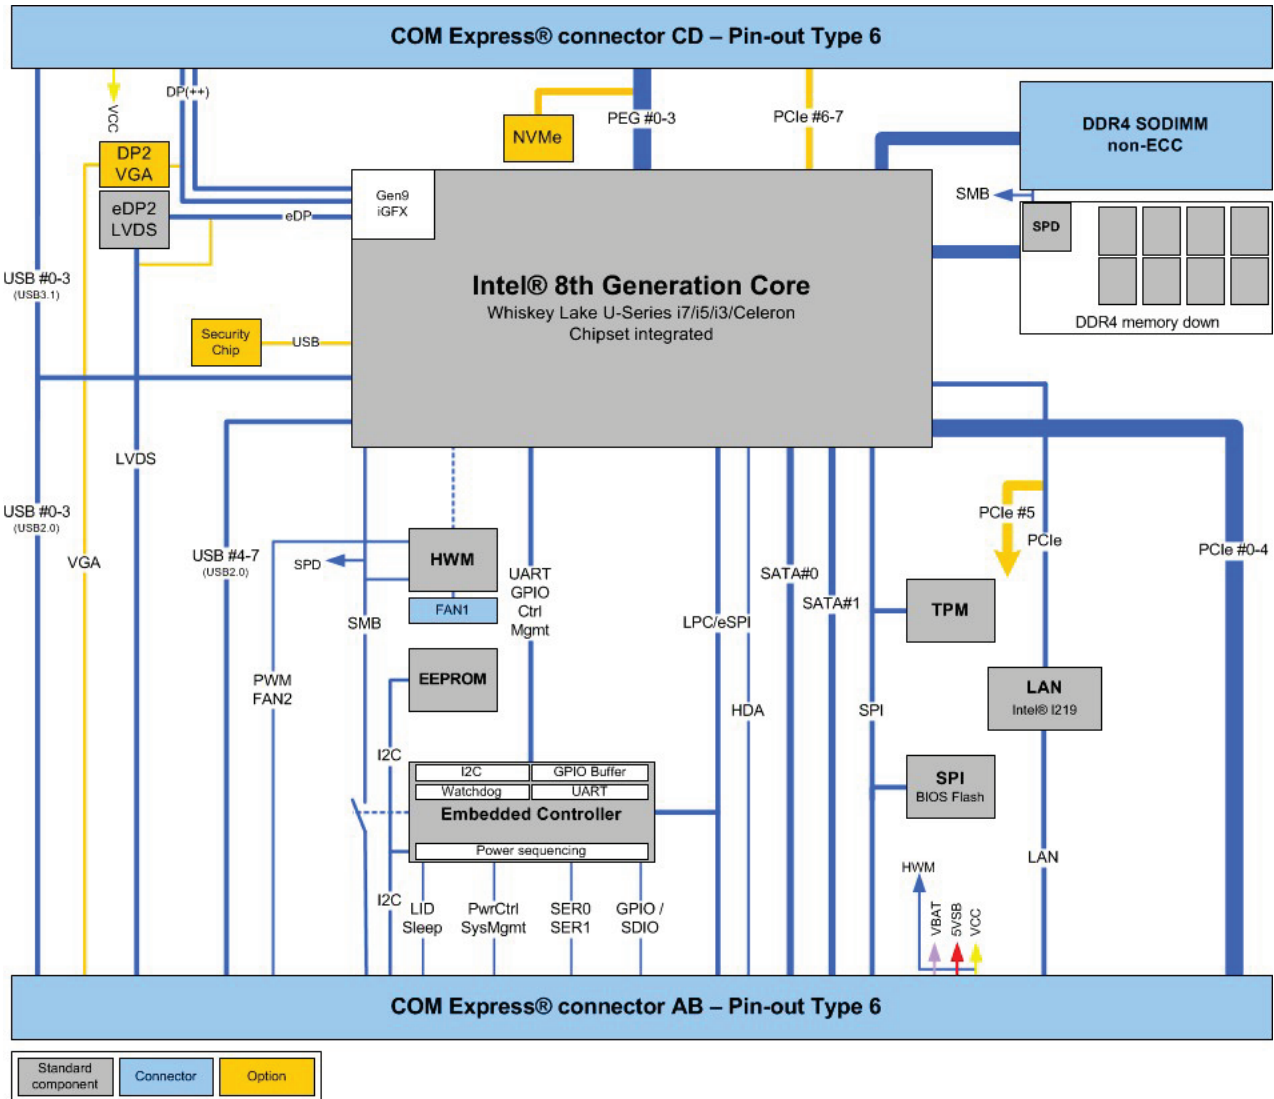 COM Express® connector CD – Pin-out Type 6
DP(++)
VCC
PEG #0-3
PCIe #6-7
NVMe
DDR4 SODIMM
non-ECC
DP2
VGA
eDP2
LVDS
eDP
Gen9
iGFX
SMB
SPD
DDR4 memory down
USB #0-3
(USB3.1)
Intel® 8th Generation Core
Whiskey Lake U-Series i7/i5/i3/Celeron
Chipset integrated
Security
Chip
USB
LVDS
USB #0-3
(USB2.0)
VGA
USB #4-7
(USB2.0)
SPD
HWM
FAN1
UART
GPIO
Ctrl
Mgmt
SATA#0
SATA#1
PCIe #5
PCIe
PCIe #0-4
TPM
SMB
LPC/eSPI
EEPROM
PWM
FAN2
HDA
SPI
LAN
Intel® I219
I2C
I2C
GPIO Buffer
Watchdog
UART
Embedded Controller
Power sequencing
SPI
BIOS Flash
LAN
HWM
I2C
LID
Sleep
PwrCtrl
SysMgmt
SER0
SER1
GPIO /
SDIO
VBAT
5VSB
VCC
COM Express® connector AB – Pin-out Type 6
Standard
component
Connector
Option